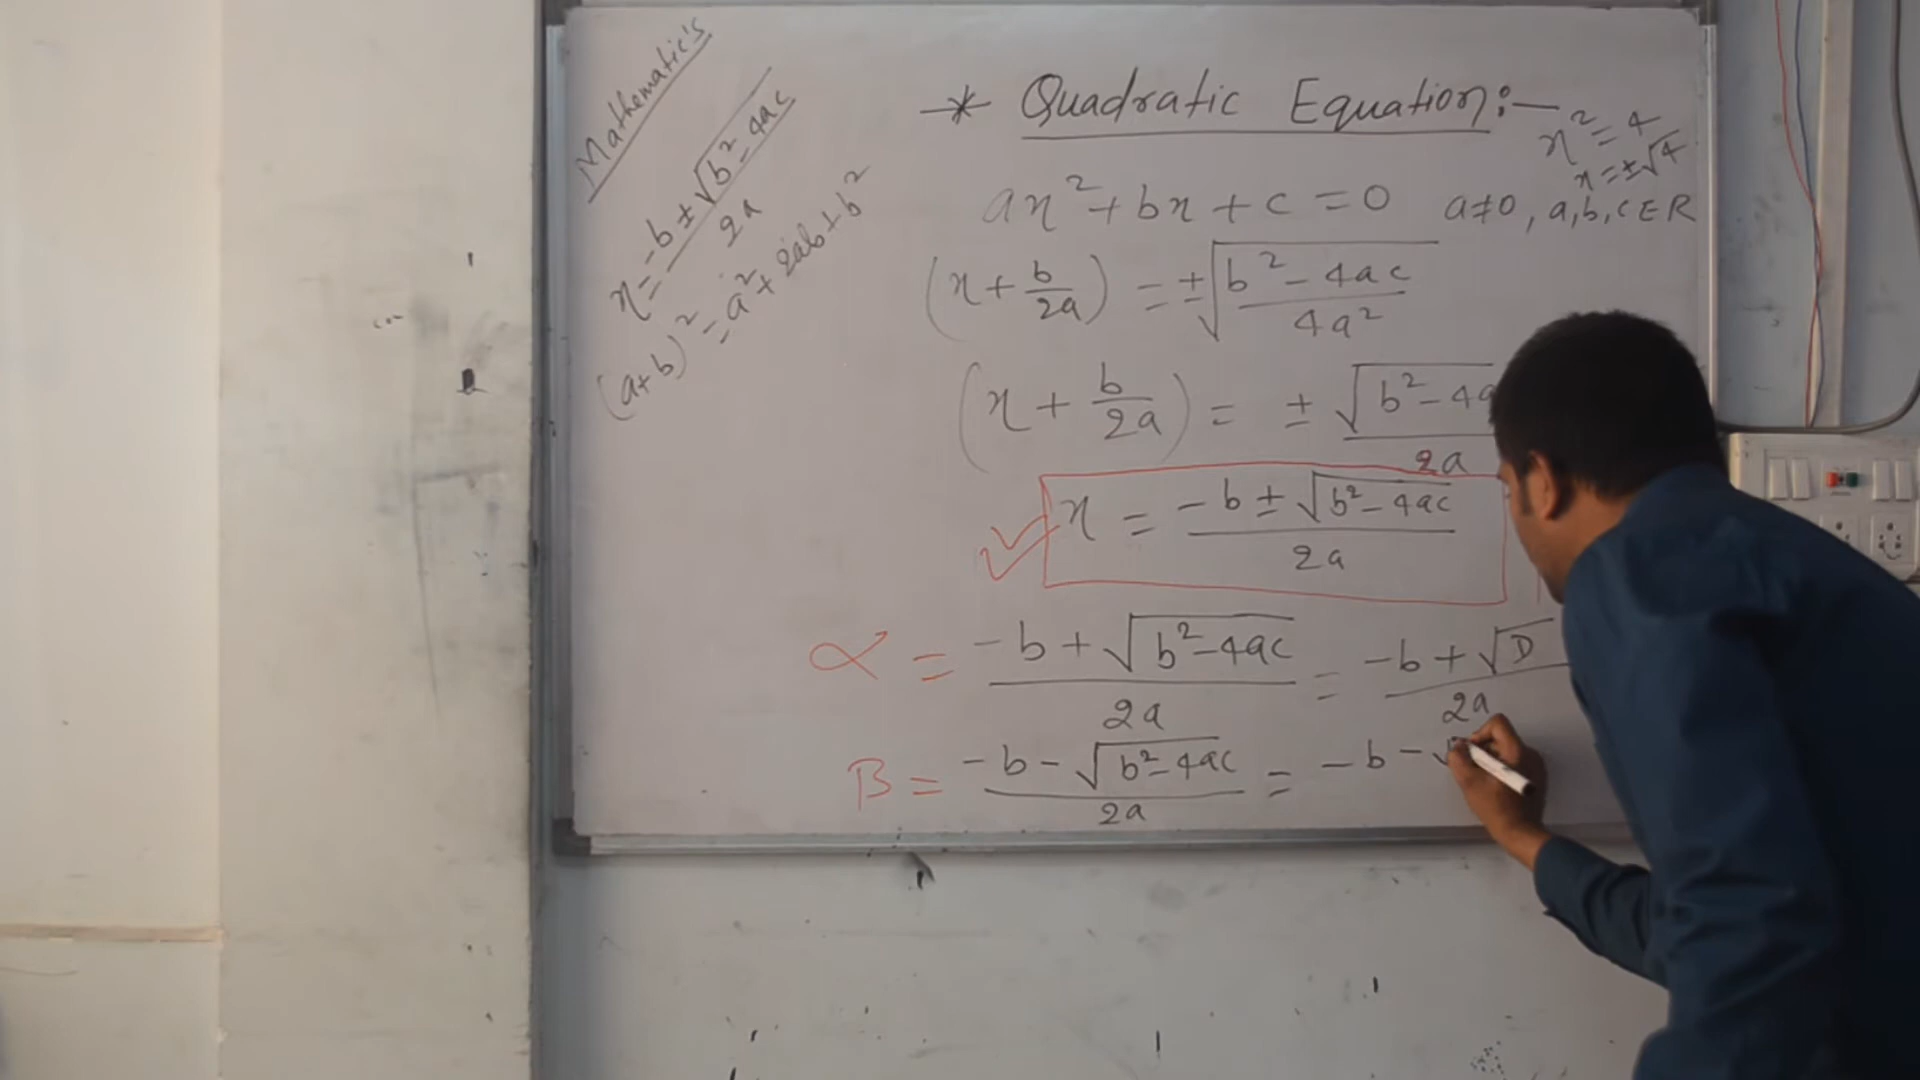 Mathematic's
x = -b ± √b² - 4ac / 2a
(a+b)² = a² + 2ab + b²
* Quadratic Equation:-
x² = 4
x = ±√4
ax² + bx + c = 0 a≠0, a,b,c ∈ R
(x + b/2a) = ±√b² - 4ac / 4a²
(x + b/2a) = ± √b² - 4a / 2a
x = -b ± √b² - 4ac / 2a
α = -b + √b² - 4ac / 2a = -b + √D / 2a
β = -b - √b² - 4ac / 2a = -b - √